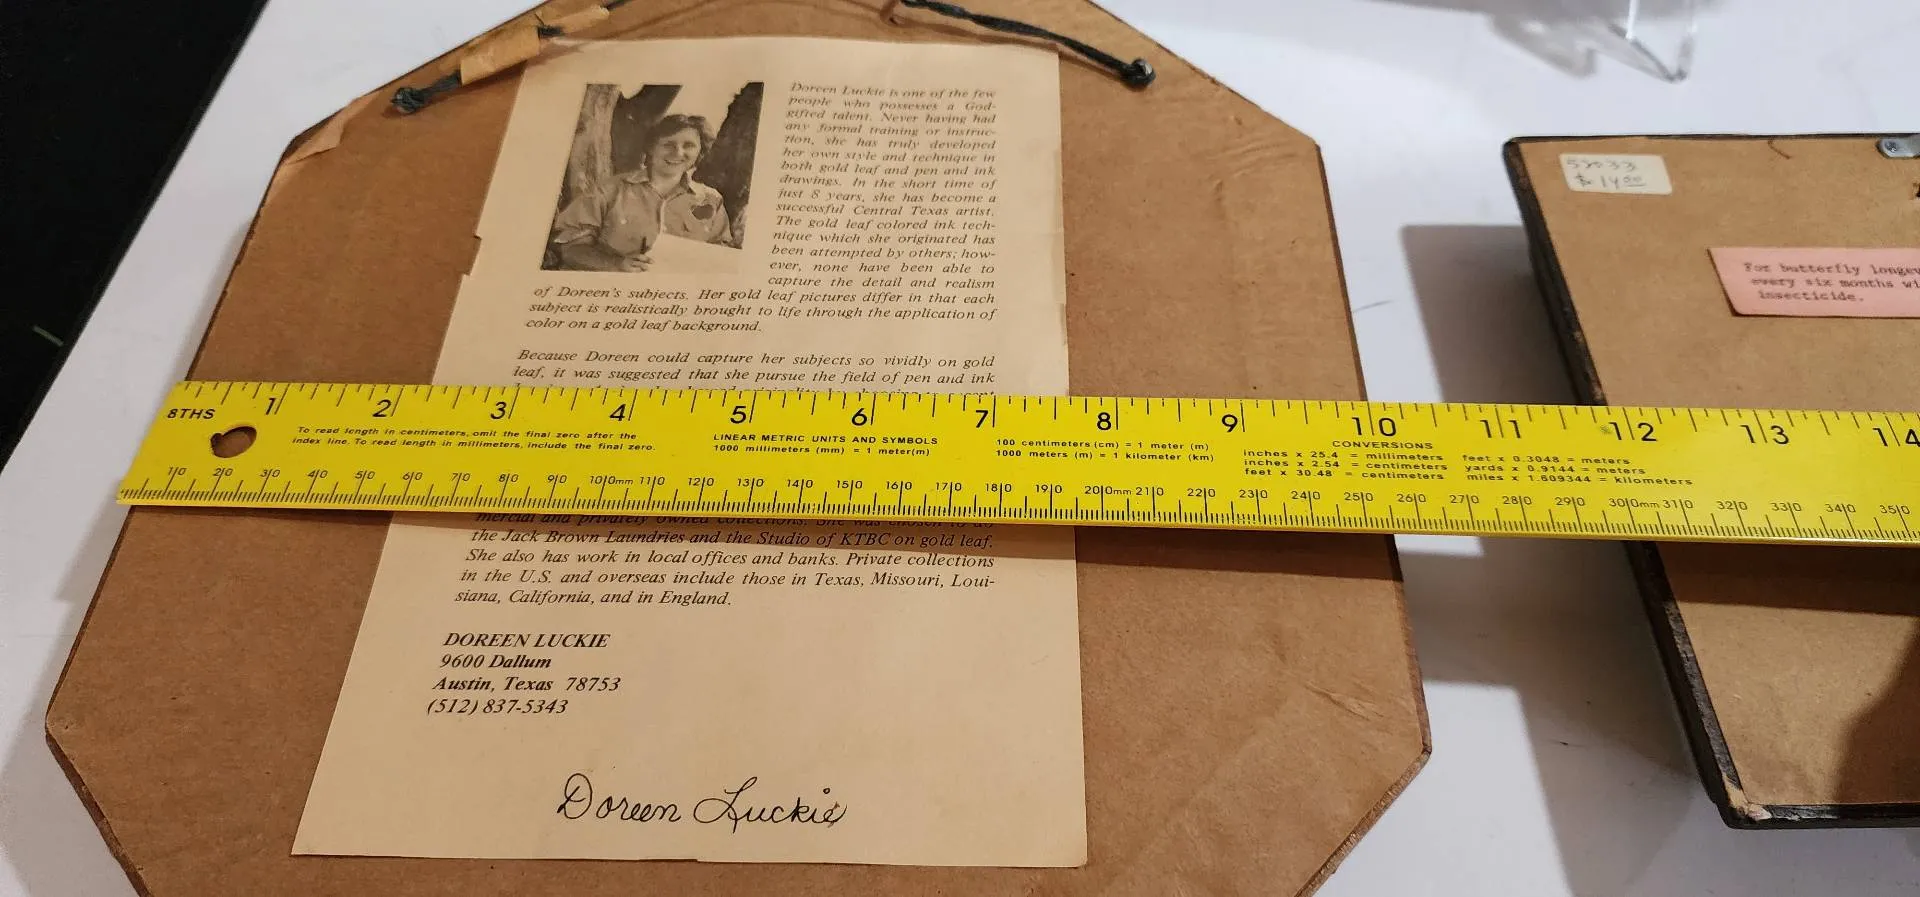 Doreen Luckie is one of the few
people who possesses a God-
gifted talent. Never having had
any formal training or instruc-
tion, she has truly developed
her own style and technique in
both gold leaf and pen and ink
drawings. In the short time of
just 8 years, she has become a
successful Central Texas artist.
The gold leaf colored ink tech-
nique which she originated has
been attempted by others; how-
ever, none have been able to
capture the detail and realism
of Doreen's subjects. Her gold leaf pictures differ in that each
subject is realistically brought to life through the application of
color on a gold leaf background.
Because Doreen could capture her subjects so vividly on gold
leaf, it was suggested that she pursue the field of pen and ink
8THS 1 2 3 4 5 6 7 8 9 10 11 12 13 14
To read length in centimeters, omit the final zero after the
index line. To read length in millimeters, include the final zero.
LINEAR METRIC UNITS AND SYMBOLS
1000 millimeters (mm) = 1 meter(m)
100 centimeters (cm) = 1 meter (m)
1000 meters (m) = 1 kilometer (km)
CONVERSIONS
inches x 25.4 = millimeters
inches x 2.54 = centimeters
feet x 30.48 = centimeters
feet x 0.3048 = meters
yards x 0.9144 = meters
miles x 1.609344 = kilometers
10 20 30 40 50 60 70 80 90 100mm 110 120 130 140 150 160 170 180 190 200mm 210 220 230 240 250 260 270 280 290 300mm 310 320 330 340 350
mercial and privately owned collections. She was chosen to do
the Jack Brown Laundries and the Studio of KTBC on gold leaf.
She also has work in local offices and banks. Private collections
in the U.S. and overseas include those in Texas, Missouri, Loui-
siana, California, and in England.
DOREEN LUCKIE
9600 Dallum
Austin, Texas 78753
(512) 837-5343
Doreen Luckie
$ 14.00
For butterfly longev
every six months wi
insecticide.